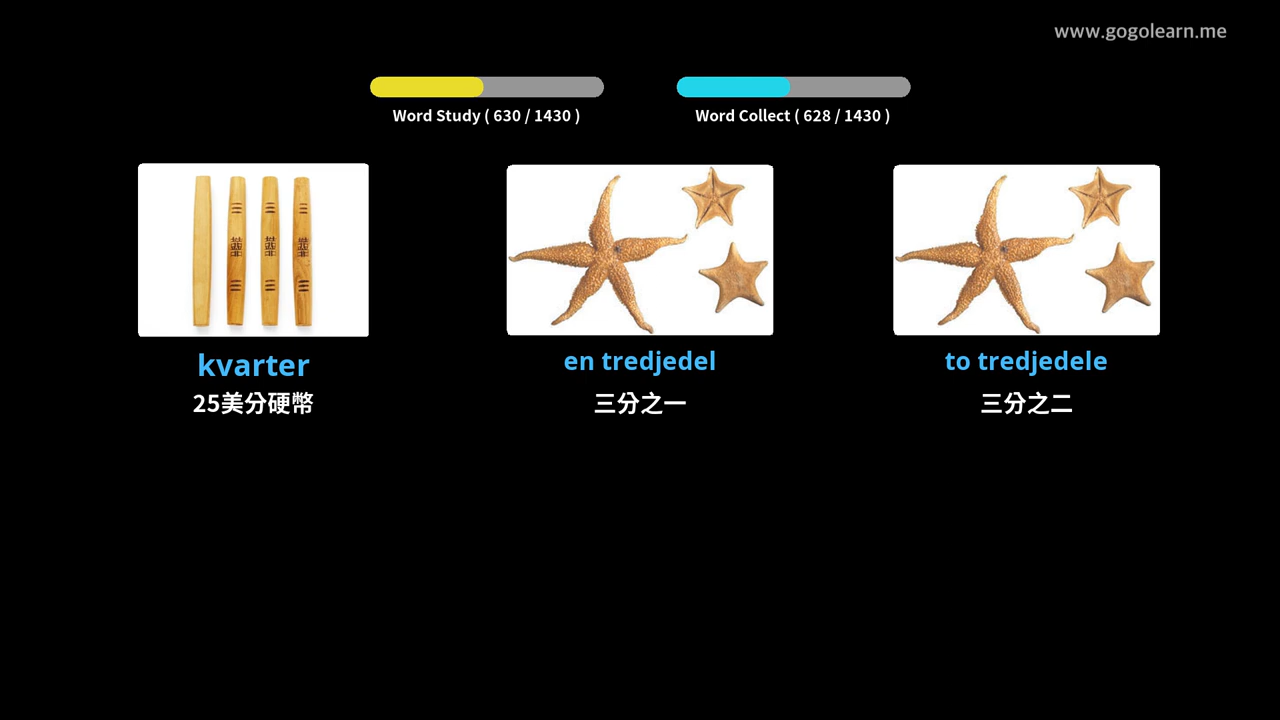 www.gogolearn.me
Word Study ( 630 / 1430 )
Word Collect ( 628 / 1430 )
kvarter
en tredjedel
to tredjedele
25美分硬幣
三分之一
三分之二